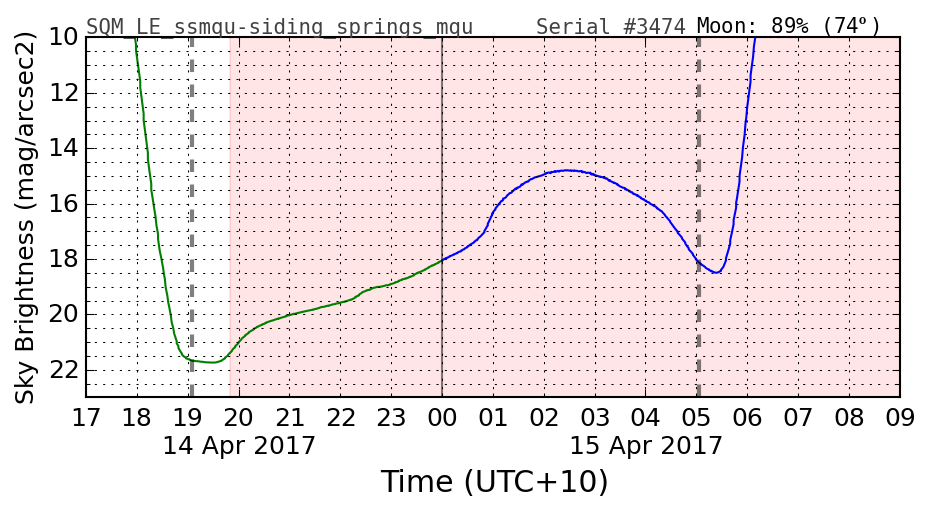 SQM_LE_ssmqu-siding_springs_mqu Serial #3474 Moon: 89% (74°)
10
12
14
16
18
20
22
Sky Brightness (mag/arcsec2)
17 18 19 20 21 22 23 00 01 02 03 04 05 06 07 08 09
14 Apr 2017 15 Apr 2017
Time (UTC+10)